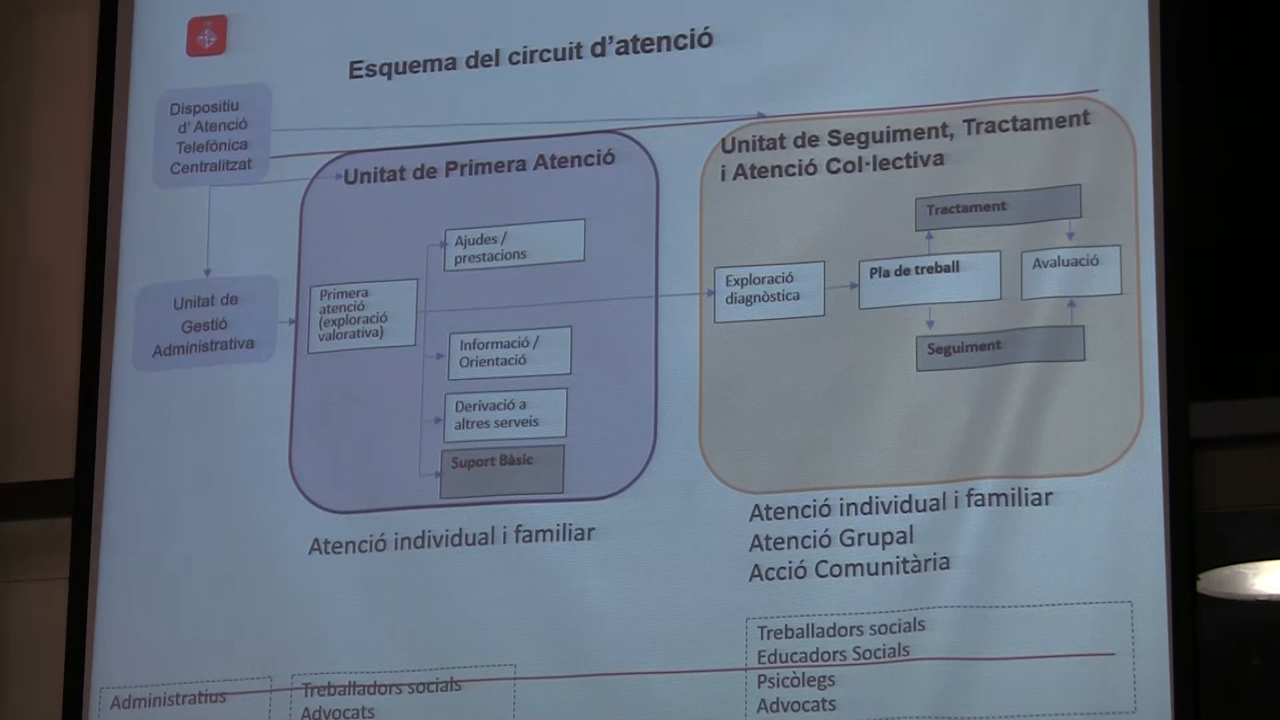 Esquema del circuit d'atenció
Dispositiu
d' Atenció
Telefònica
Centralitzat
Unitat de
Gestió
Administrativa
Unitat de Primera Atenció
Primera
atenció
(exploració
valorativa)
Ajudes /
prestacions
Informació /
Orientació
Derivació a
altres serveis
Suport Bàsic
Atenció individual i familiar
Unitat de Seguiment, Tractament
i Atenció Col·lectiva
Exploració
diagnòstica
Pla de treball
Tractament
Avaluació
Seguiment
Atenció individual i familiar
Atenció Grupal
Acció Comunitària
Administratius
Treballadors socials
Advocats
Treballadors socials
Educadors Socials
Psicòlegs
Advocats